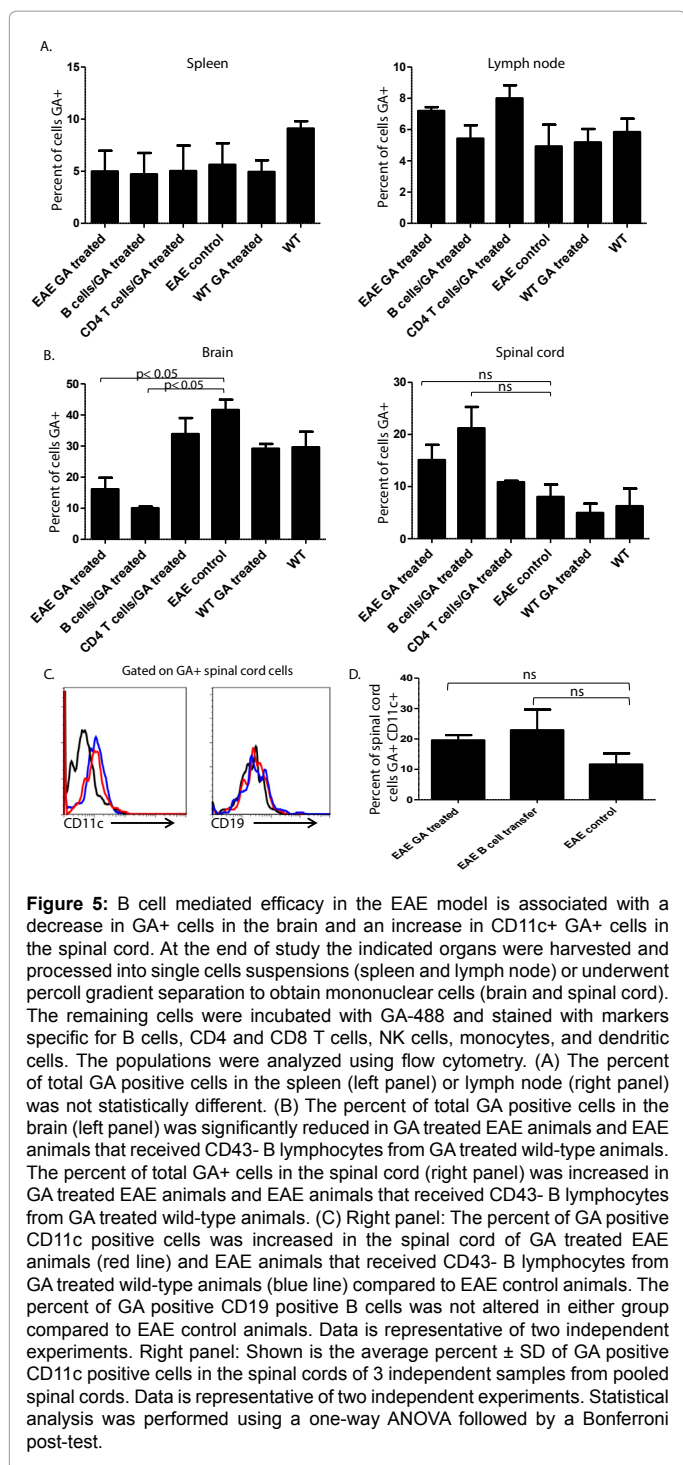 A.
Spleen
Percent of cells GA+
15
10
5
0
EAE GA treated
B cells/GA treated
CD4 T cells/GA treated
EAE control
WT GA treated
WT
Lymph node
Percent of cells GA+
10
8
6
4
2
0
EAE GA treated
B cells/GA treated
CD4 T cells/GA treated
EAE control
WT GA treated
WT
B.
Brain
p< 0.05
p< 0.05
Percent of cells GA+
50
40
30
20
10
0
EAE GA treated
B cells/GA treated
CD4 T cells/GA treated
EAE control
WT GA treated
WT
Spinal cord
ns
ns
Percent of cells GA+
30
20
10
0
EAE GA treated
B cells/GA treated
CD4 T cells/GA treated
EAE control
WT GA treated
WT
C.
Gated on GA+ spinal cord cells
CD11c
CD19
D.
ns
ns
Percent of spinal cord
cells GA+ CD11c+
40
30
20
10
0
EAE GA treated
EAE B cell transfer
EAE control
Figure 5: B cell mediated efficacy in the EAE model is associated with a
decrease in GA+ cells in the brain and an increase in CD11c+ GA+ cells in
the spinal cord. At the end of study the indicated organs were harvested and
processed into single cells suspensions (spleen and lymph node) or underwent
percoll gradient separation to obtain mononuclear cells (brain and spinal cord).
The remaining cells were incubated with GA-488 and stained with markers
specific for B cells, CD4 and CD8 T cells, NK cells, monocytes, and dendritic
cells. The populations were analyzed using flow cytometry. (A) The percent
of total GA positive cells in the spleen (left panel) or lymph node (right panel)
was not statistically different. (B) The percent of total GA positive cells in the
brain (left panel) was significantly reduced in GA treated EAE animals and EAE
animals that received CD43- B lymphocytes from GA treated wild-type animals.
The percent of total GA+ cells in the spinal cord (right panel) was increased in
GA treated EAE animals and EAE animals that received CD43- B lymphocytes
from GA treated wild-type animals. (C) Right panel: The percent of GA positive
CD11c positive cells was increased in the spinal cord of GA treated EAE
animals (red line) and EAE animals that received CD43- B lymphocytes from
GA treated wild-type animals (blue line) compared to EAE control animals. The
percent of GA positive CD19 positive B cells was not altered in either group
compared to EAE control animals. Data is representative of two independent
experiments. Right panel: Shown is the average percent ± SD of GA positive
CD11c positive cells in the spinal cords of 3 independent samples from pooled
spinal cords. Data is representative of two independent experiments. Statistical
analysis was performed using a one-way ANOVA followed by a Bonferroni
post-test.